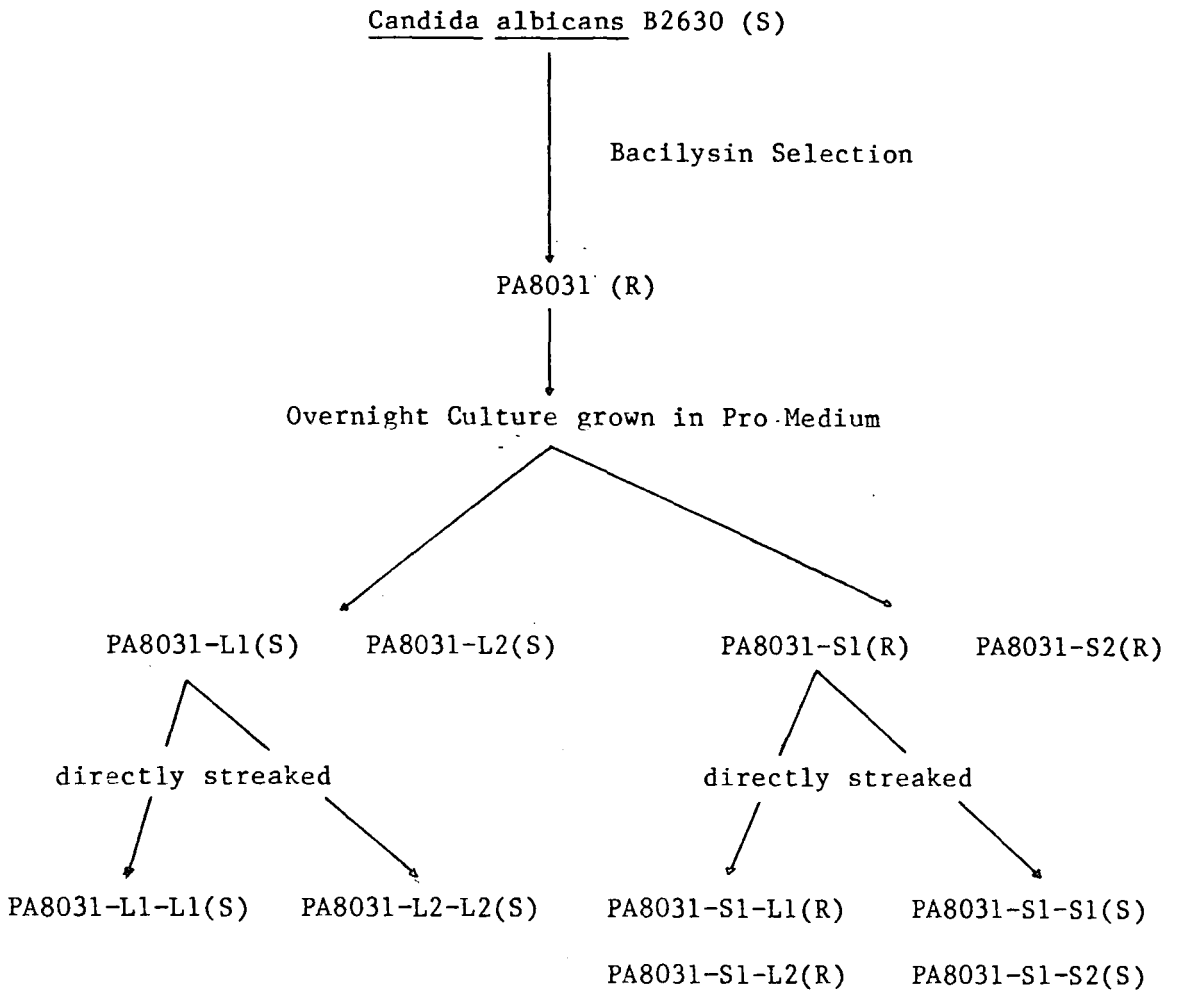 Candida albicans B2630 (S)
Bacilysin Selection
PA8031 (R)
Overnight Culture grown in Pro Medium
PA8031-L1(S) PA8031-L2(S) PA8031-S1(R) PA8031-S2(R)
directly streaked directly streaked
PA8031-L1-L1(S) PA8031-L2-L2(S) PA8031-S1-L1(R) PA8031-S1-S1(S)
PA8031-S1-L2(R) PA8031-S1-S2(S)